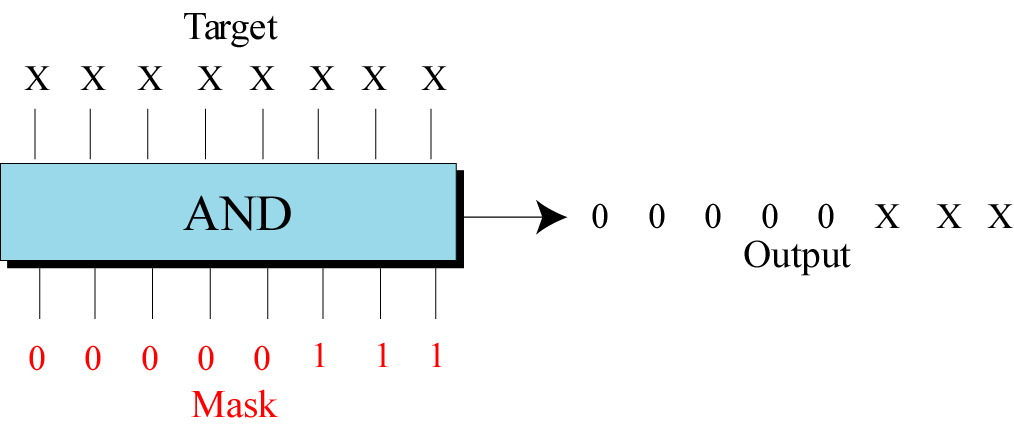 Target
X X X X X X X X
AND
0 0 0 0 0 X X X
Output
0 0 0 0 0 1 1 1
Mask